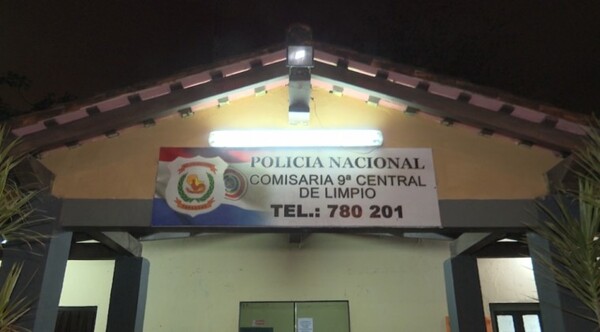 POLICIA NACIONAL
COMISARIA 9ª CENTRAL
DE LIMPIO
TEL.: 780 201